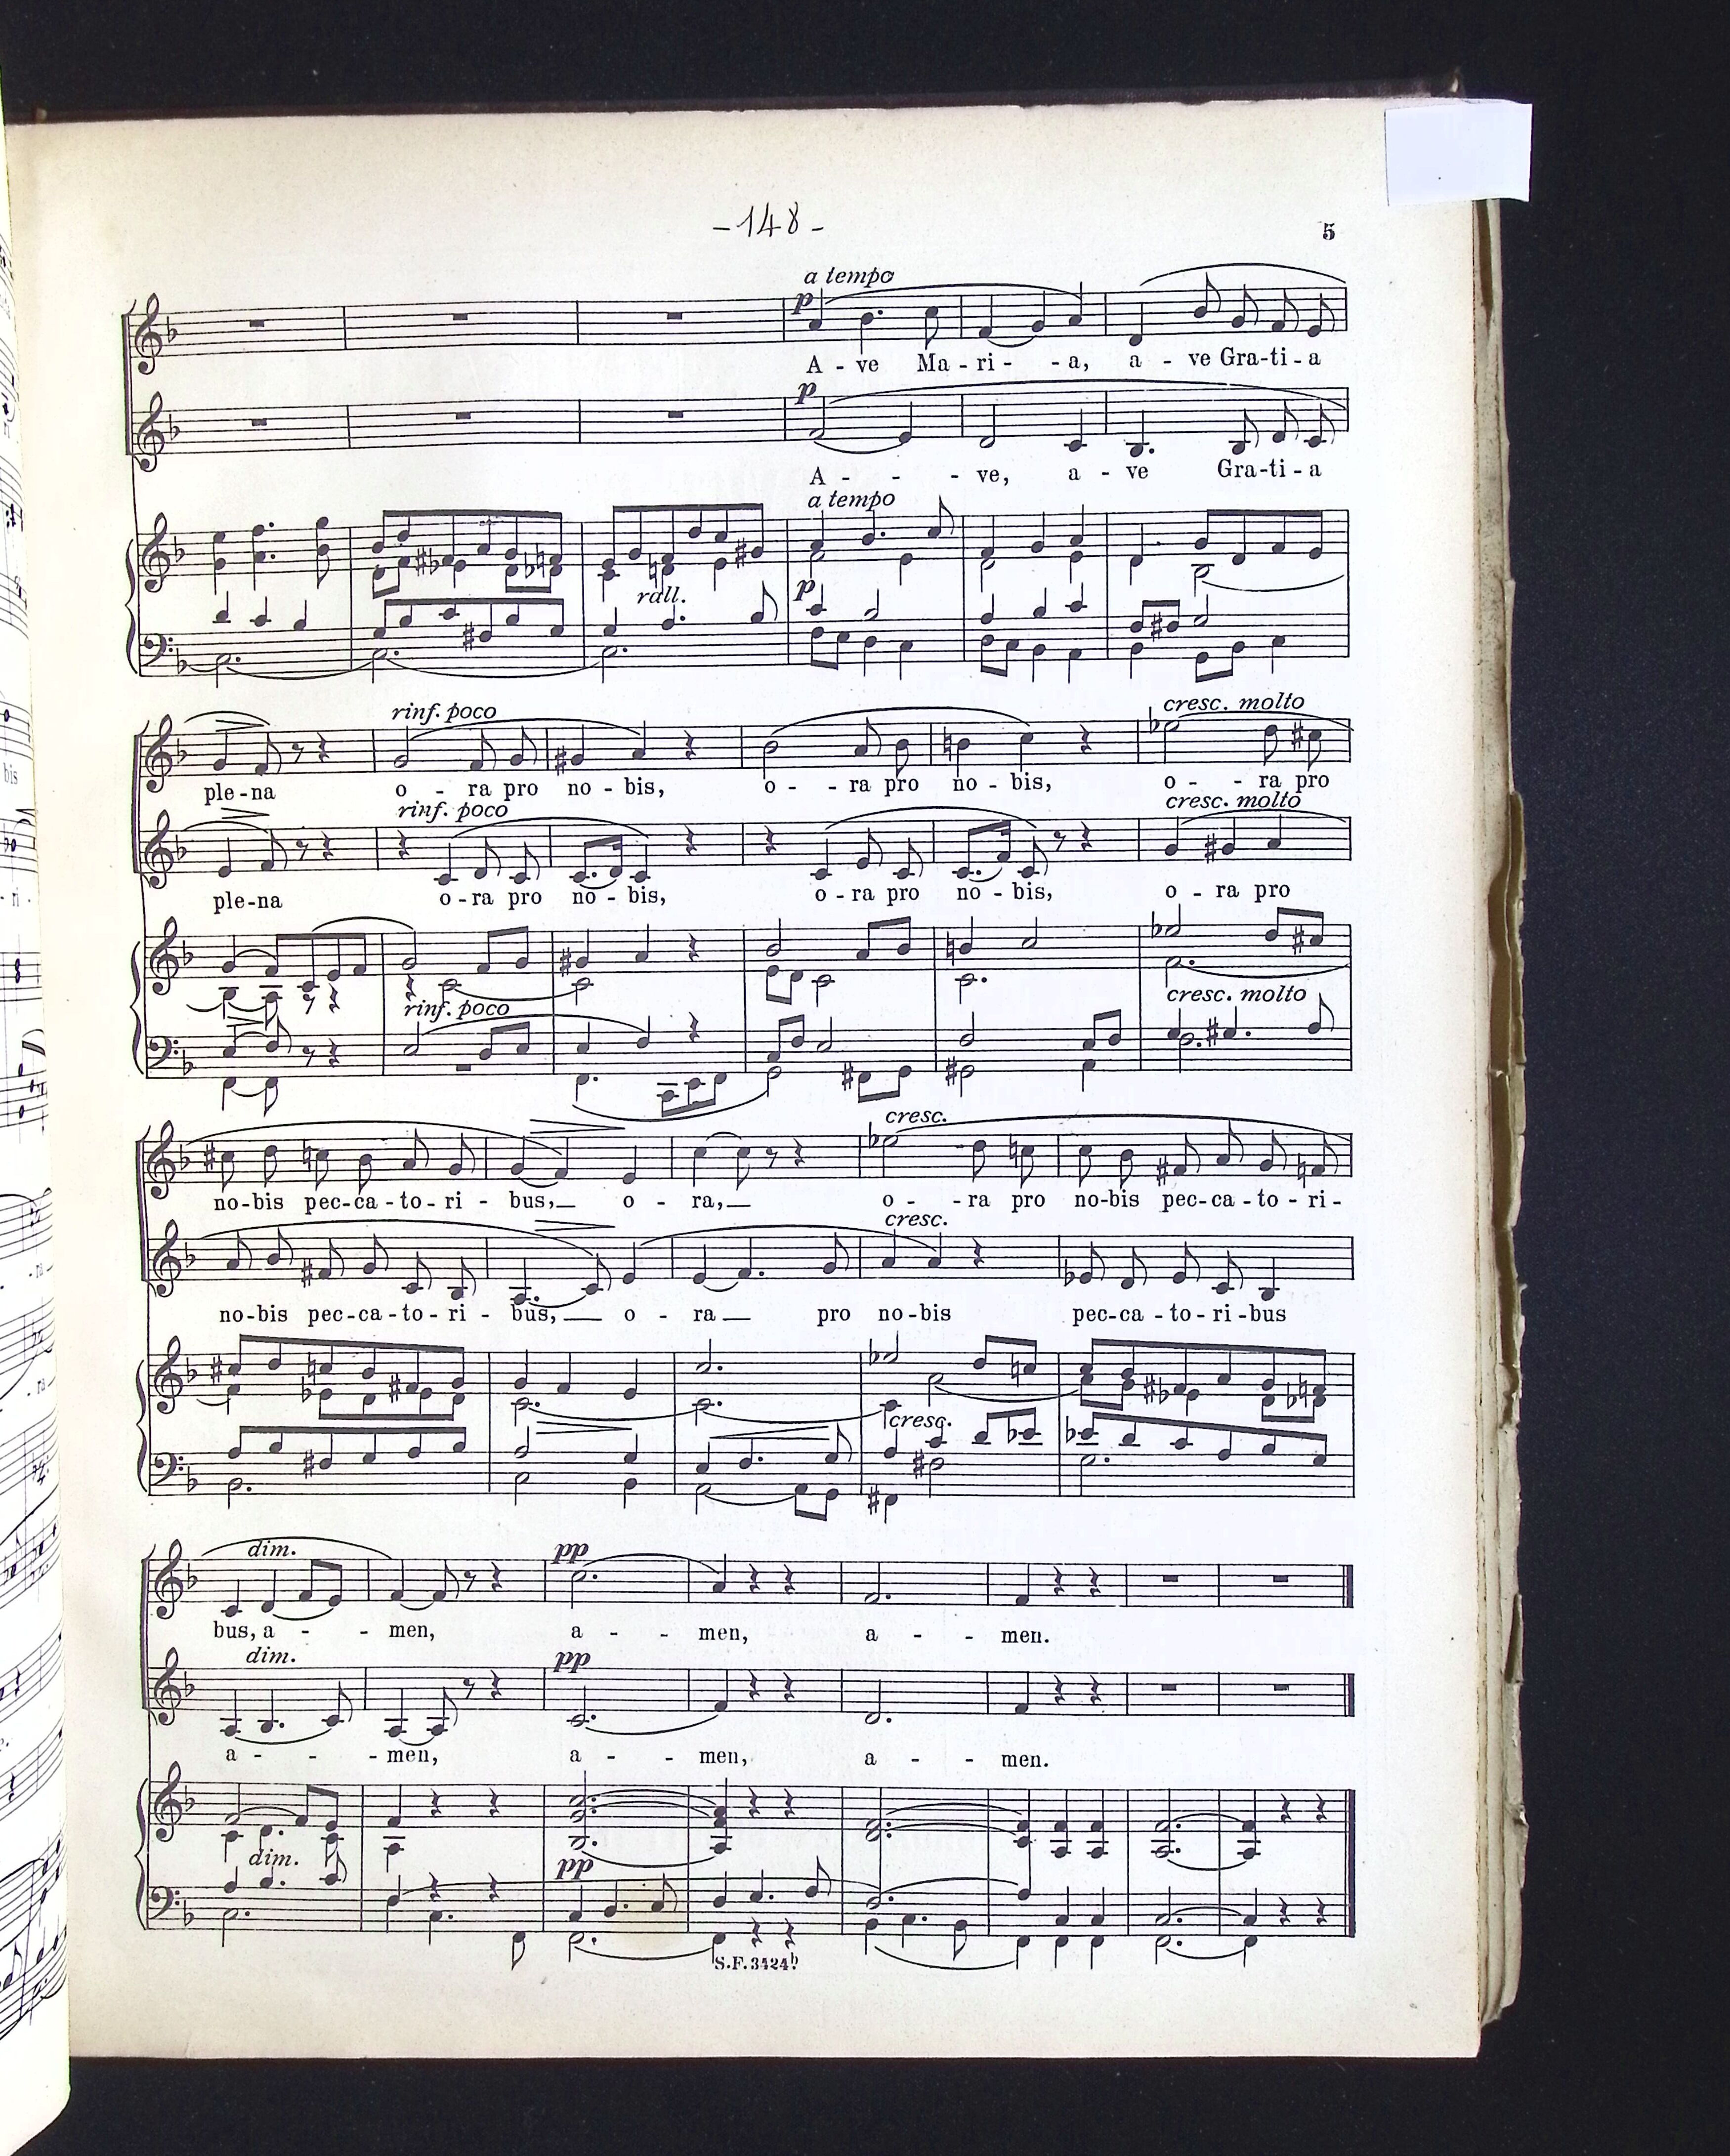 -148-
5
a tempo
p
A - ve Ma - ri - - a, a - ve Gra-ti - a
p
A - - - ve, a - ve Gra-ti - a
a tempo
rall.
p
rinf. poco cresc. molto
ple-na o - ra pro no - bis, o - - ra pro no - bis, o - - ra pro
rinf. poco cresc. molto
ple-na o-ra pro no - bis, o-ra pro no - bis, o - ra pro
rinf. poco cresc. molto
cresc.
no-bis pec-ca-to-ri - bus, o - ra, o - - ra pro no-bis pec-ca-to-ri-
cresc.
no-bis pec-ca-to-ri - bus, o - ra pro no-bis pec-ca-to-ri-bus
cresc.
dim. pp
bus, a - - men, a - - men, a - - men.
dim. pp
a - - - men, a - - men, a - - men.
dim. pp
S.F. 3424